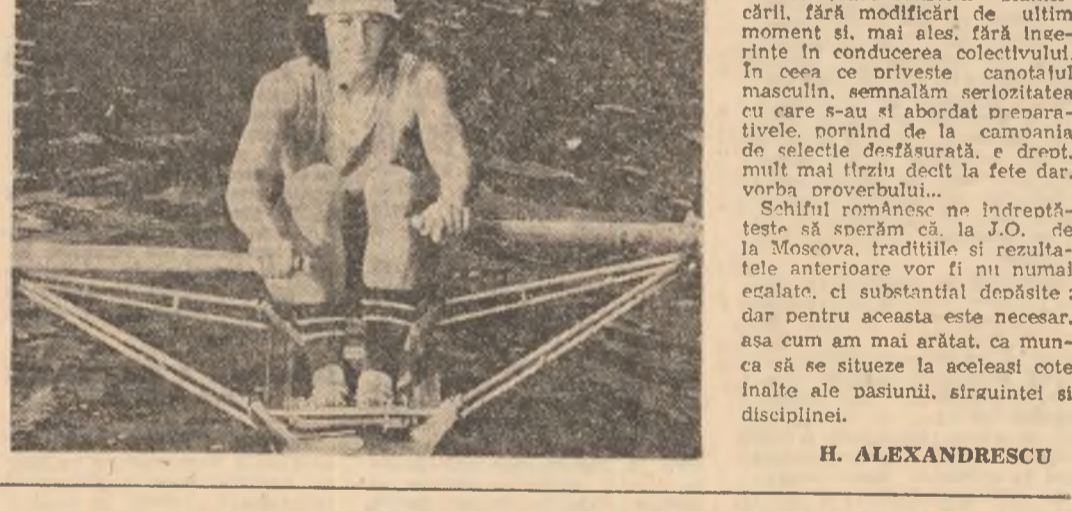 cării, fără modificări de ultim
moment și, mai ales, fără inge-
rințe în conducerea colectivului.
În ceea ce privește canotajul
masculin, semnalăm seriozitatea
cu care s-au și abordat prepara-
tivele, pornind de la campania
de selecție desfășurată, e drept,
mult mai tîrziu decît la fete dar,
vorba proverbului...
Schiful românesc ne îndreptă-
țește să sperăm că, la J.O. de
la Moscova, tradițiile și rezulta-
tele anterioare vor fi nu numai
egalate, ci substanțial depășite ;
dar pentru aceasta este necesar,
așa cum am mai arătat, ca mun-
ca să se situeze la aceleași cote
înalte ale pasiunii, sîrguinței și
disciplinei.
H. ALEXANDRESCU